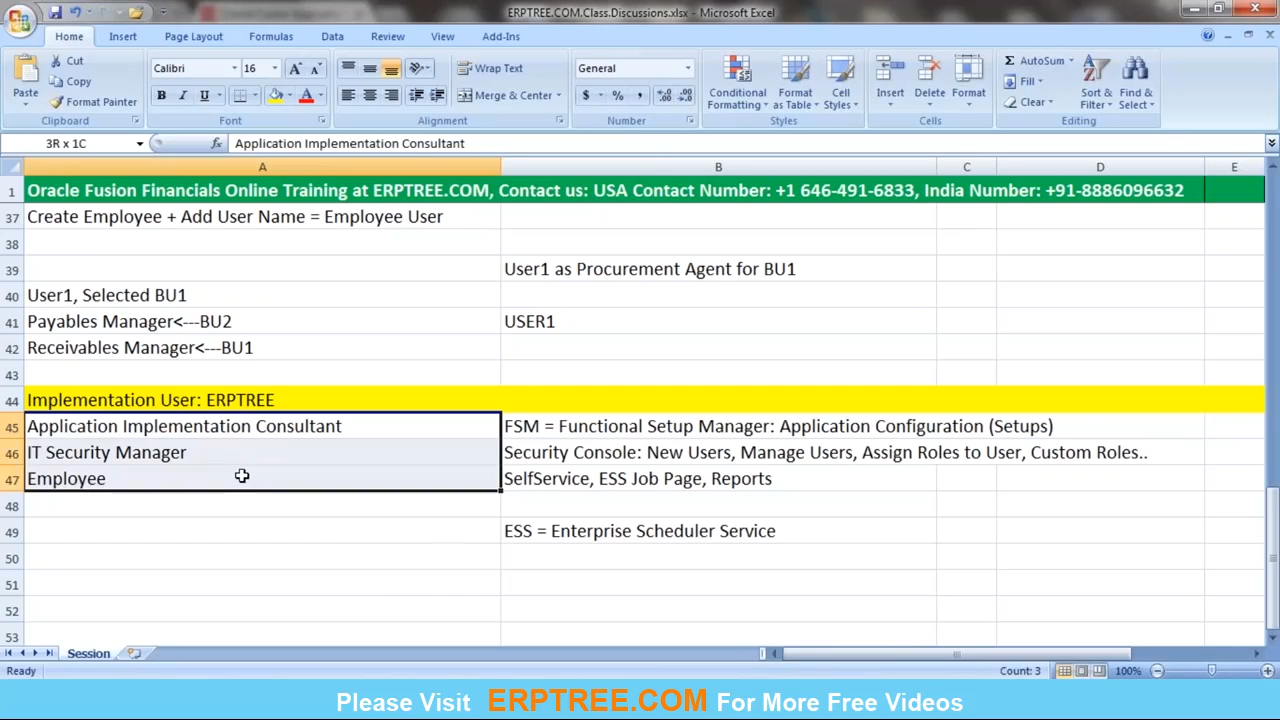 ERPTREE.COM.Class.Discussions.xlsx - Microsoft Excel
Home Insert Page Layout Formulas Data Review View Add-Ins
Paste
Cut
Copy
Format Painter
Clipboard
Calibri 16
B I U
Font
Wrap Text
Merge & Center
Alignment
General
$ % ,
Number
Conditional Formatting
Format as Table
Cell Styles
Styles
Insert Delete Format
Cells
Σ AutoSum
Fill
Clear
Sort & Filter
Find & Select
Editing
3R x 1C fx Application Implementation Consultant
A B C D E
1 Oracle Fusion Financials Online Training at ERPTREE.COM, Contact us: USA Contact Number: +1 646-491-6833, India Number: +91-8886096632
37 Create Employee + Add User Name = Employee User
38
39 User1 as Procurement Agent for BU1
40 User1, Selected BU1
41 Payables Manager<---BU2 USER1
42 Receivables Manager<---BU1
43
44 Implementation User: ERPTREE
45 Application Implementation Consultant FSM = Functional Setup Manager: Application Configuration (Setups)
46 IT Security Manager Security Console: New Users, Manage Users, Assign Roles to User, Custom Roles..
47 Employee SelfService, ESS Job Page, Reports
48
49 ESS = Enterprise Scheduler Service
50
51
52
53
Session
Ready Count: 3 100%
Please Visit ERPTREE.COM For More Free Videos